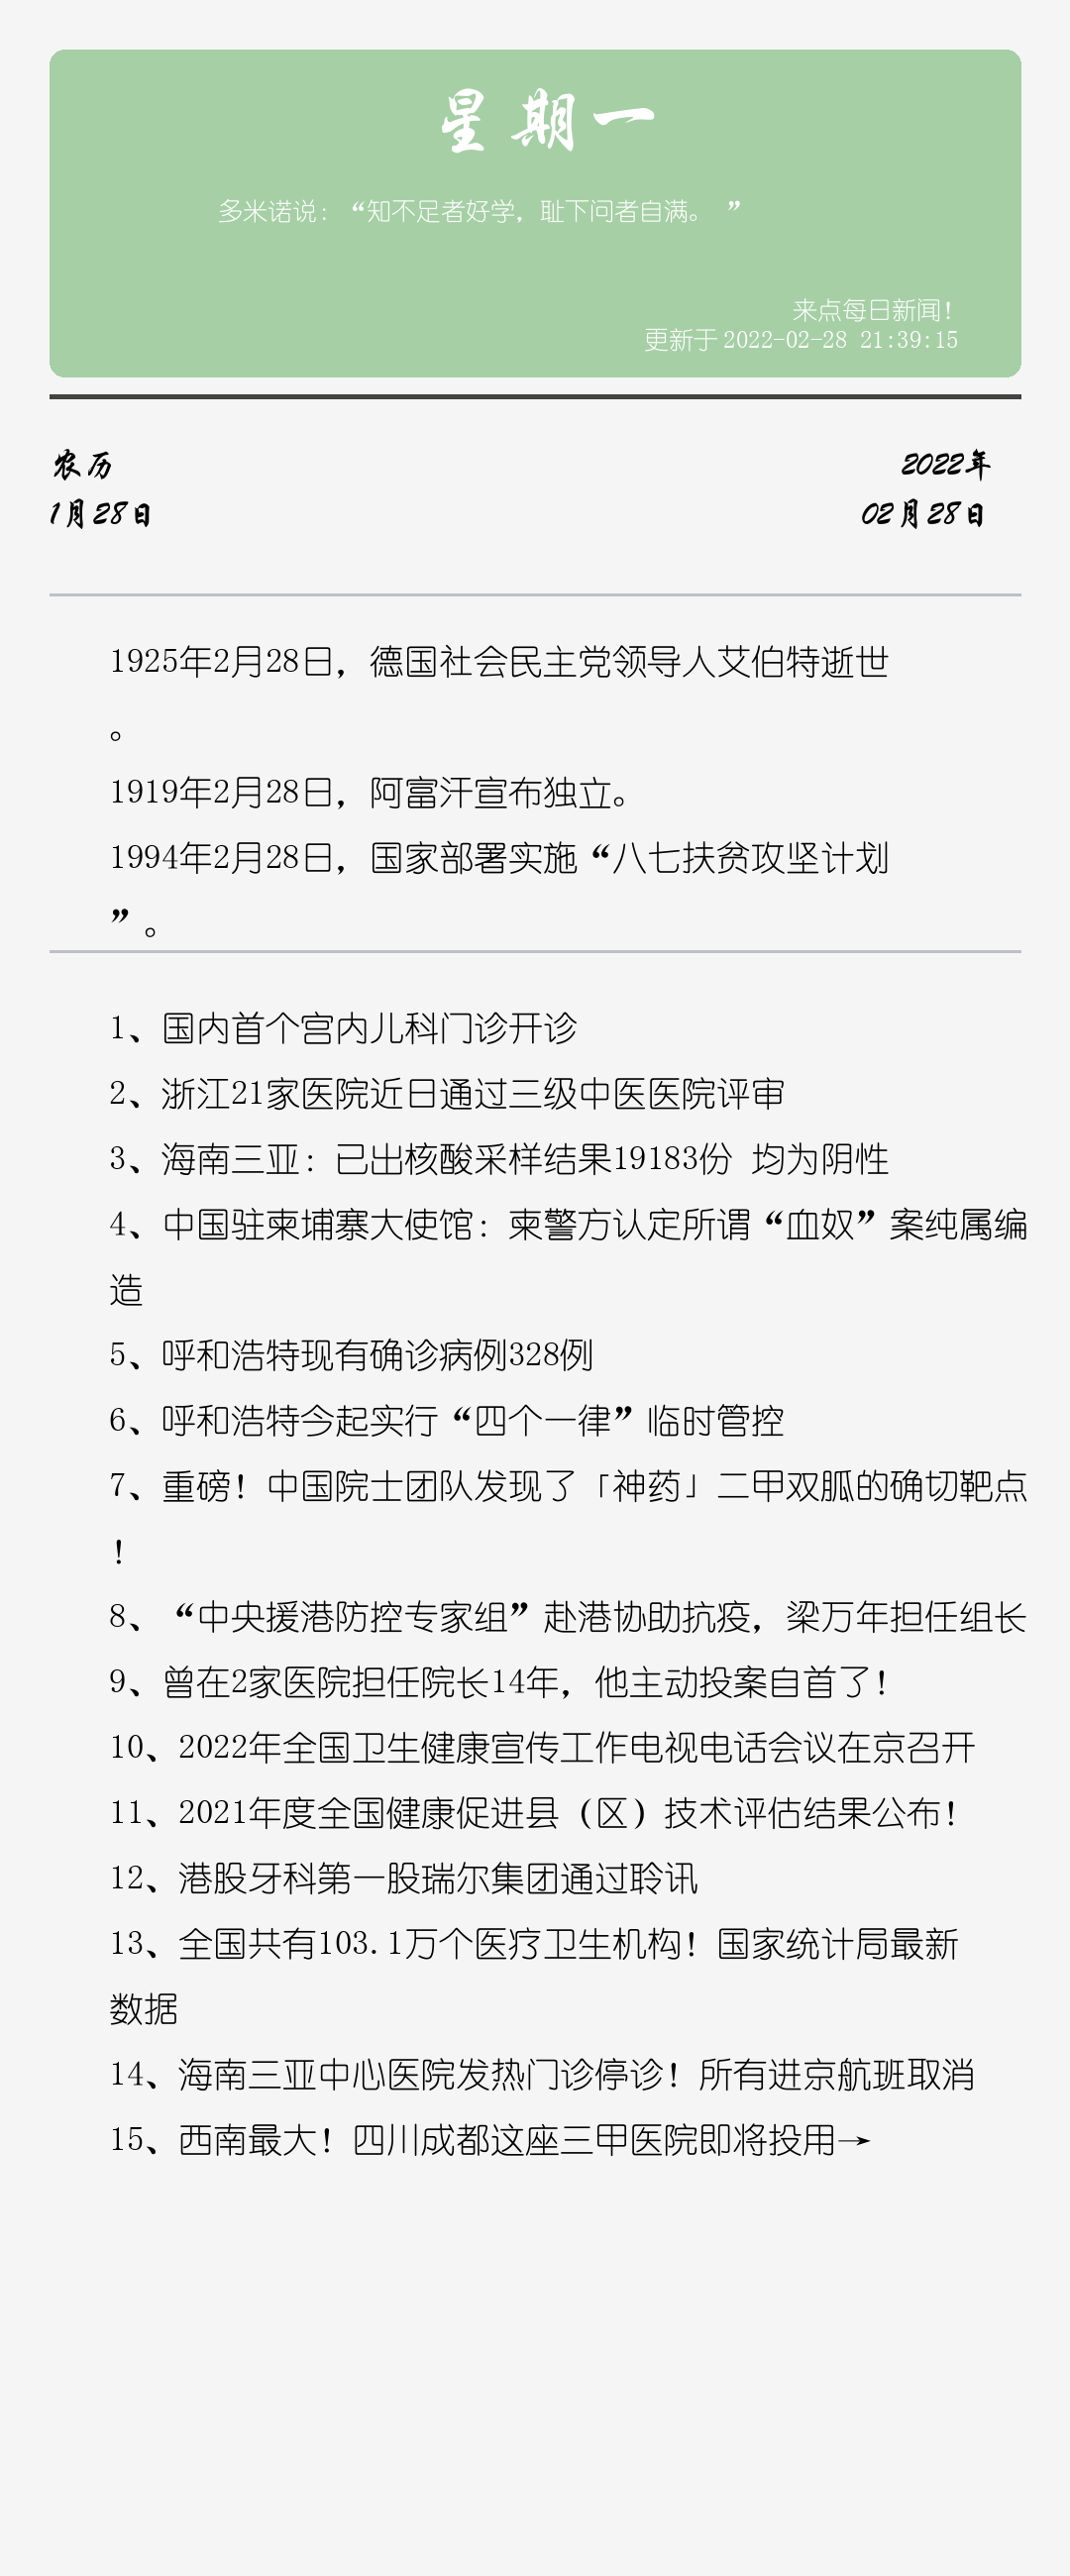 星期一
多米诺说：“知不足者好学，耻下问者自满。 ”
来点每日新闻！
更新于 2022-02-28 21:39:15
农历
1月28日
2022年
02月28日
1925年2月28日，德国社会民主党领导人艾伯特逝世
。
1919年2月28日，阿富汗宣布独立。
1994年2月28日，国家部署实施“八七扶贫攻坚计划
”。
1、国内首个宫内儿科门诊开诊
2、浙江21家医院近日通过三级中医医院评审
3、海南三亚：已出核酸采样结果19183份 均为阴性
4、中国驻柬埔寨大使馆：柬警方认定所谓“血奴”案纯属编
造
5、呼和浩特现有确诊病例328例
6、呼和浩特今起实行“四个一律”临时管控
7、重磅！中国院士团队发现了「神药」二甲双胍的确切靶点
！
8、“中央援港防控专家组”赴港协助抗疫，梁万年担任组长
9、曾在2家医院担任院长14年，他主动投案自首了！
10、2022年全国卫生健康宣传工作电视电话会议在京召开
11、2021年度全国健康促进县（区）技术评估结果公布！
12、港股牙科第一股瑞尔集团通过聆讯
13、全国共有103.1万个医疗卫生机构！国家统计局最新
数据
14、海南三亚中心医院发热门诊停诊！所有进京航班取消
15、西南最大！四川成都这座三甲医院即将投用→